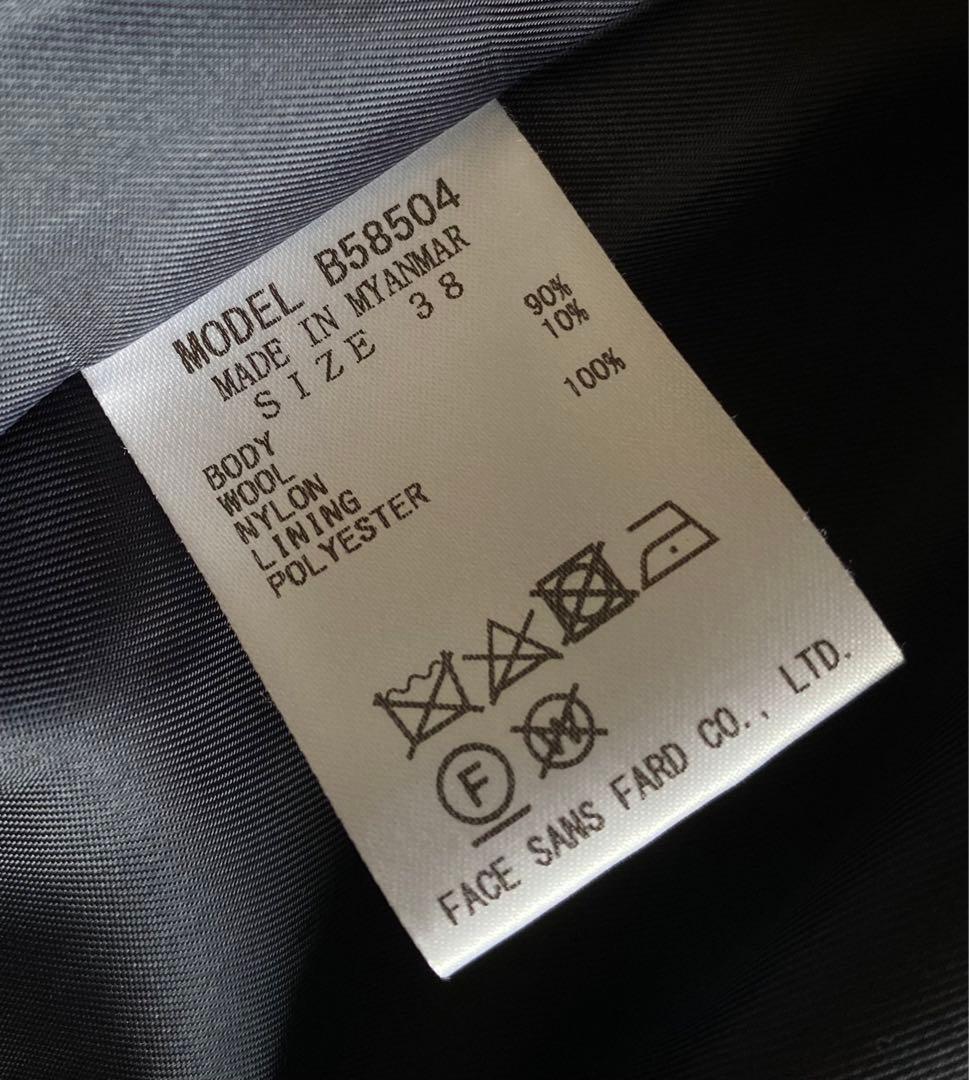 MODEL B58504
MADE IN MYANMAR
SIZE 38
BODY
WOOL 90%
NYLON 10%
LINING
POLYESTER 100%
W
F
FACE SANS FARD CO., LTD.